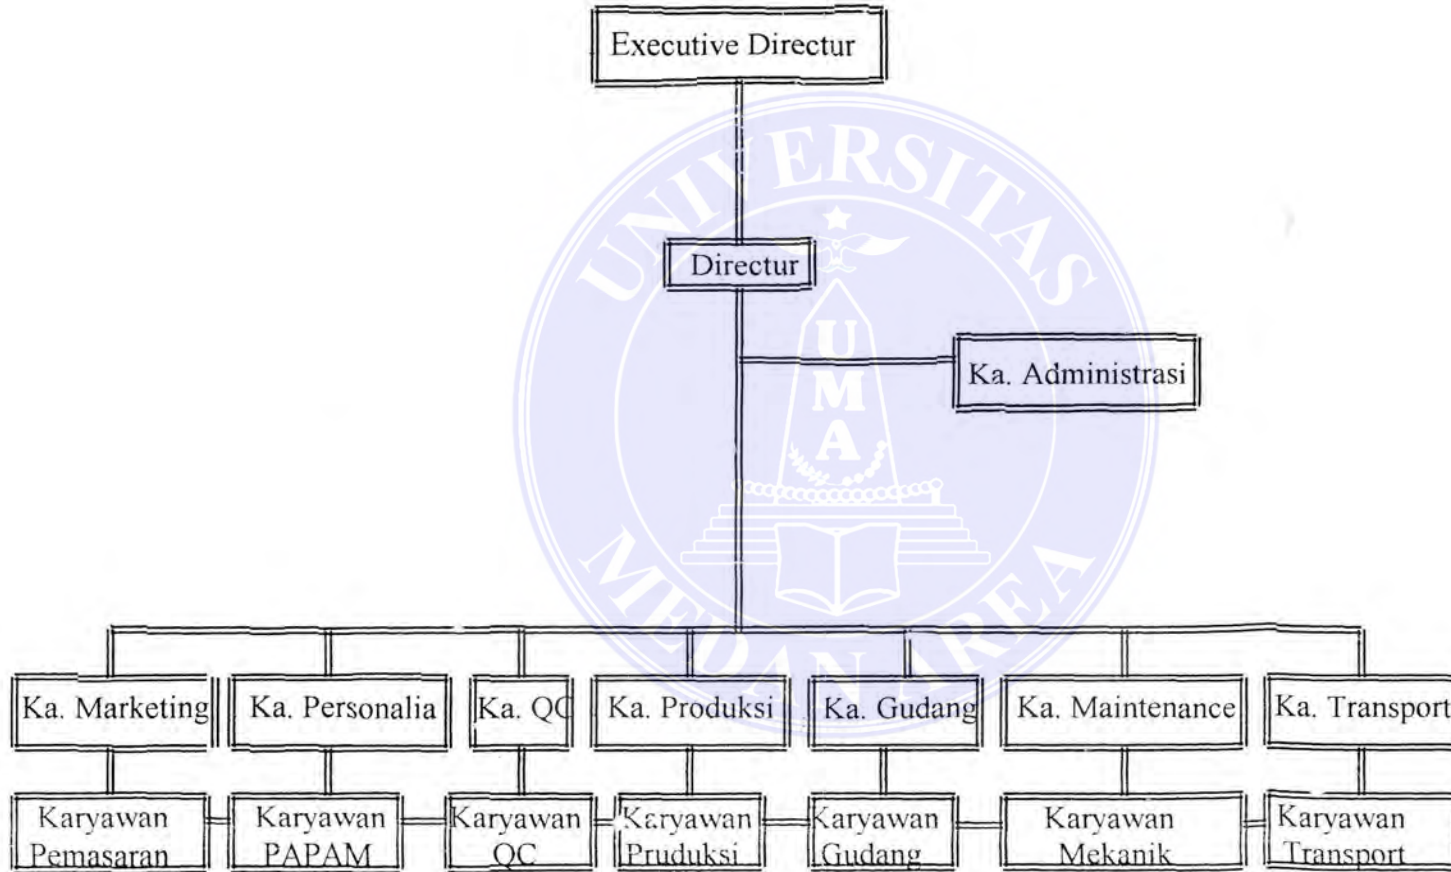 Executive Directur
UNIVERSITAS
Directur
UMA
Ka. Administrasi
MEDAN AREA
Ka. Marketing
Ka. Personalia
Ka. QC
Ka. Produksi
Ka. Gudang
Ka. Maintenance
Ka. Transport
Karyawan
Pemasaran
Karyawan
PAPAM
Karyawan
QC
Karyawan
Pruduksi
Karyawan
Gudang
Karyawan
Mekanik
Karyawan
Transport